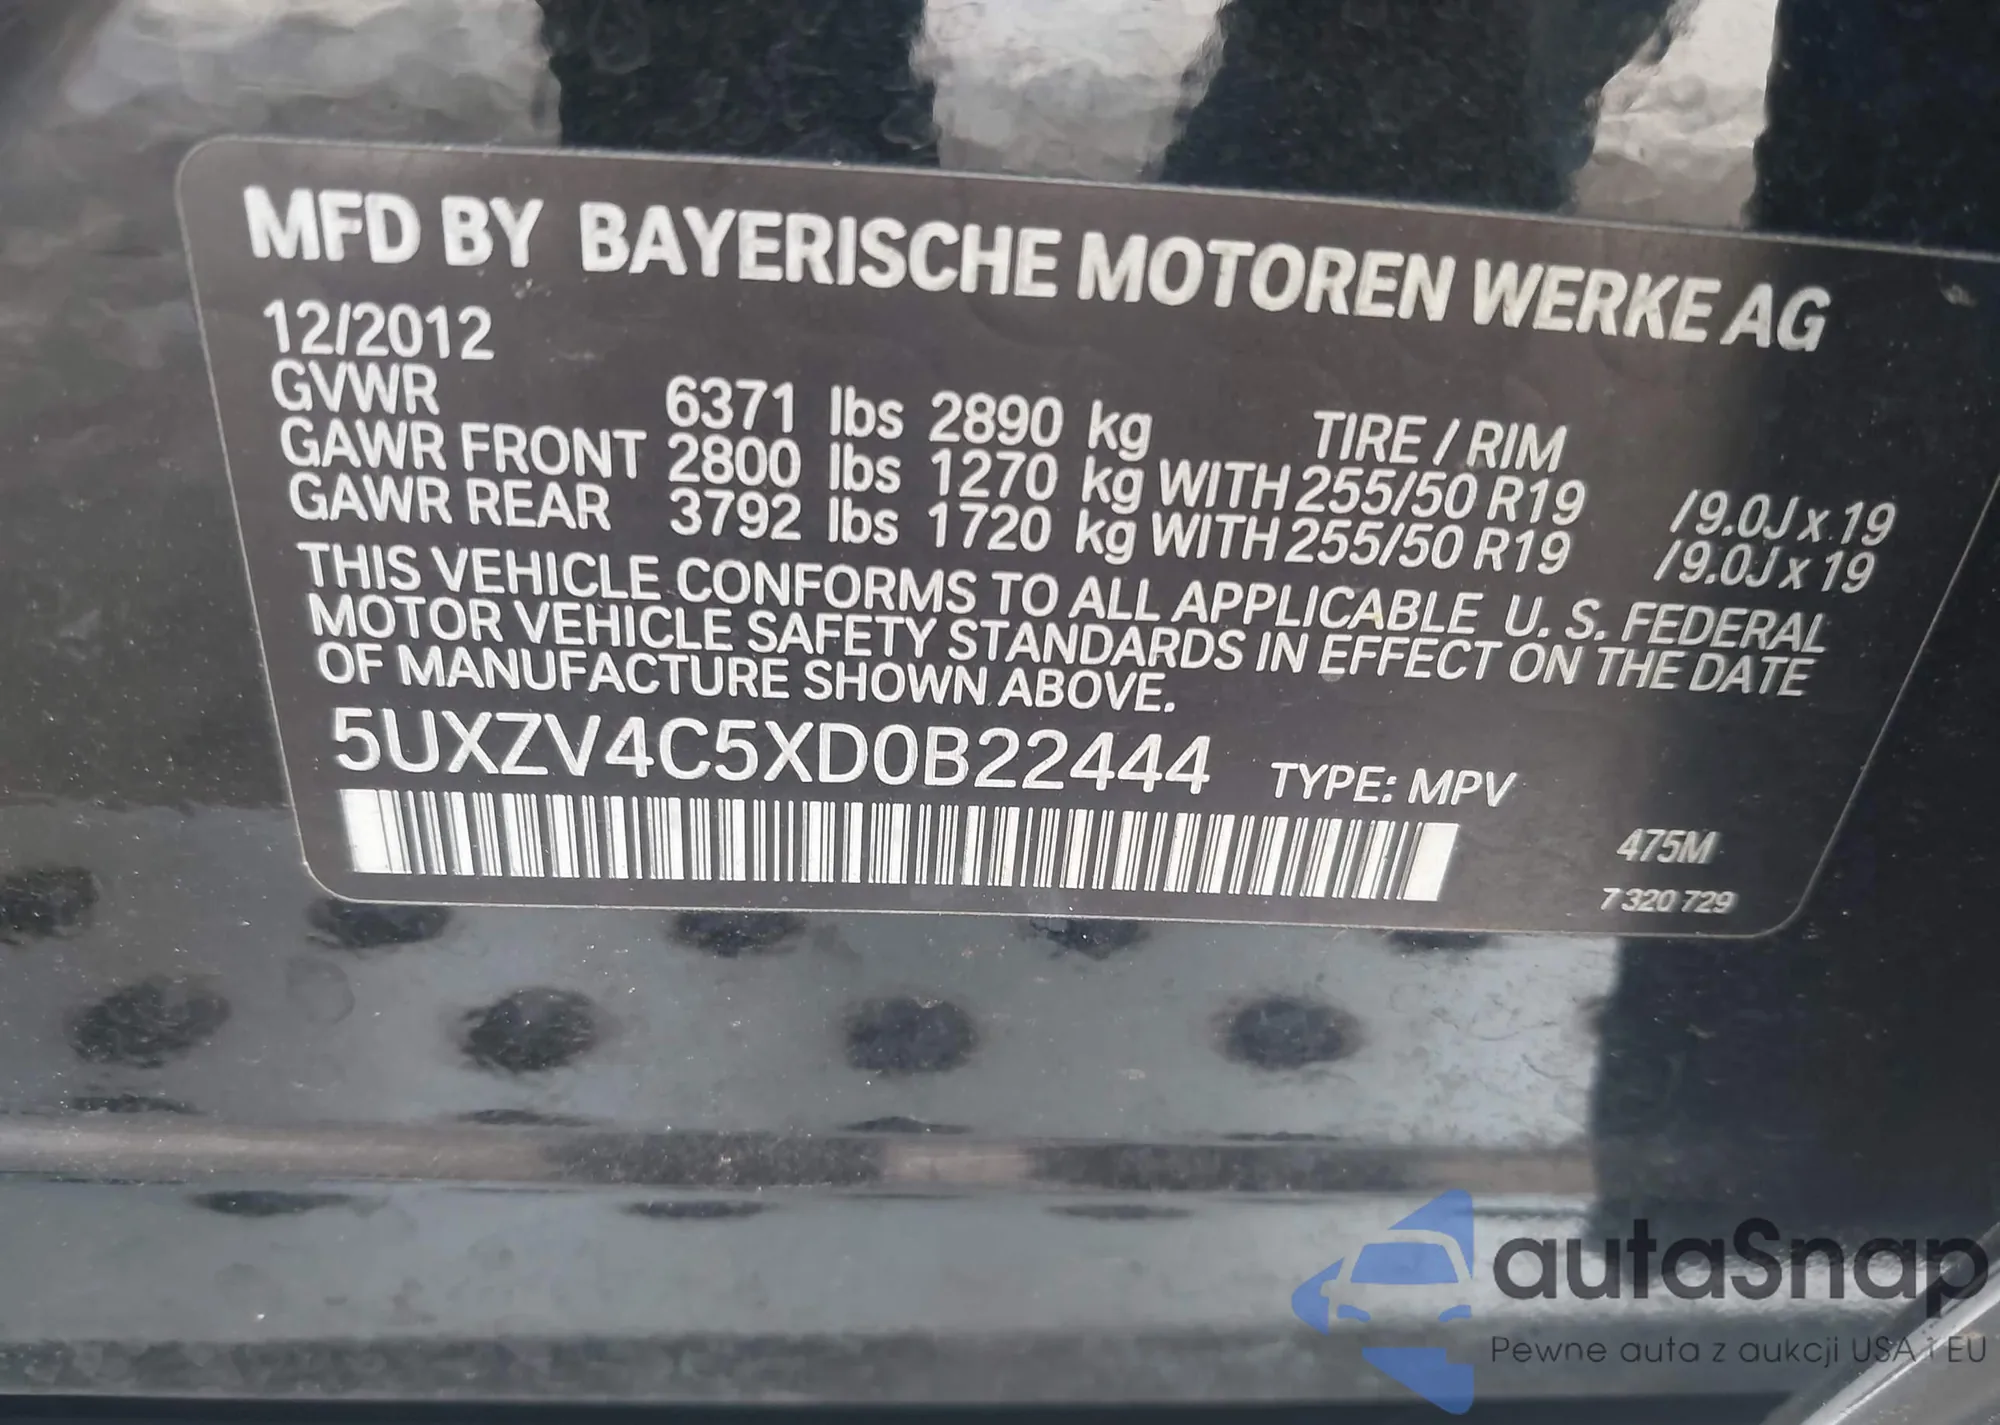 MFD BY BAYERISCHE MOTOREN WERKE AG
12/2012
GVWR 6371 lbs 2890 kg TIRE / RIM
GAWR FRONT 2800 lbs 1270 kg WITH 255/50 R19 /9.0J x 19
GAWR REAR 3792 lbs 1720 kg WITH 255/50 R19 /9.0J x 19
THIS VEHICLE CONFORMS TO ALL APPLICABLE U. S. FEDERAL
MOTOR VEHICLE SAFETY STANDARDS IN EFFECT ON THE DATE
OF MANUFACTURE SHOWN ABOVE.
5UXZV4C5XD0B22444 TYPE: MPV
475M
7 320 729
autaSnap
Pewne auta z aukcji USA i EU